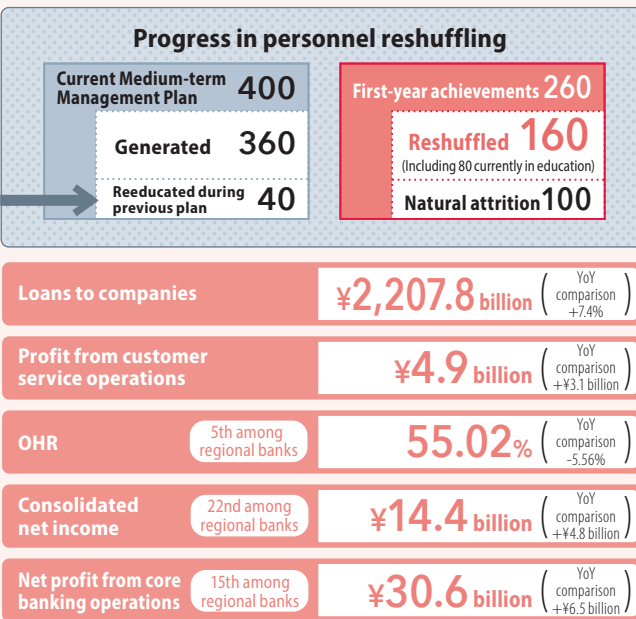 Progress in personnel reshuffling
Current Medium-term
Management Plan 400
Generated 360
Reeducated during
previous plan 40
First-year achievements 260
Reshuffled 160
(Including 80 currently in education)
Natural attrition 100
Loans to companies
¥2,207.8 billion
( YoY
comparison
+7.4% )
Profit from customer
service operations
¥4.9 billion
( YoY
comparison
+¥3.1 billion )
OHR
5th among
regional banks
55.02%
( YoY
comparison
-5.56% )
Consolidated
net income
22nd among
regional banks
¥14.4 billion
( YoY
comparison
+¥4.8 billion )
Net profit from core
banking operations
15th among
regional banks
¥30.6 billion
( YoY
comparison
+¥6.5 billion )